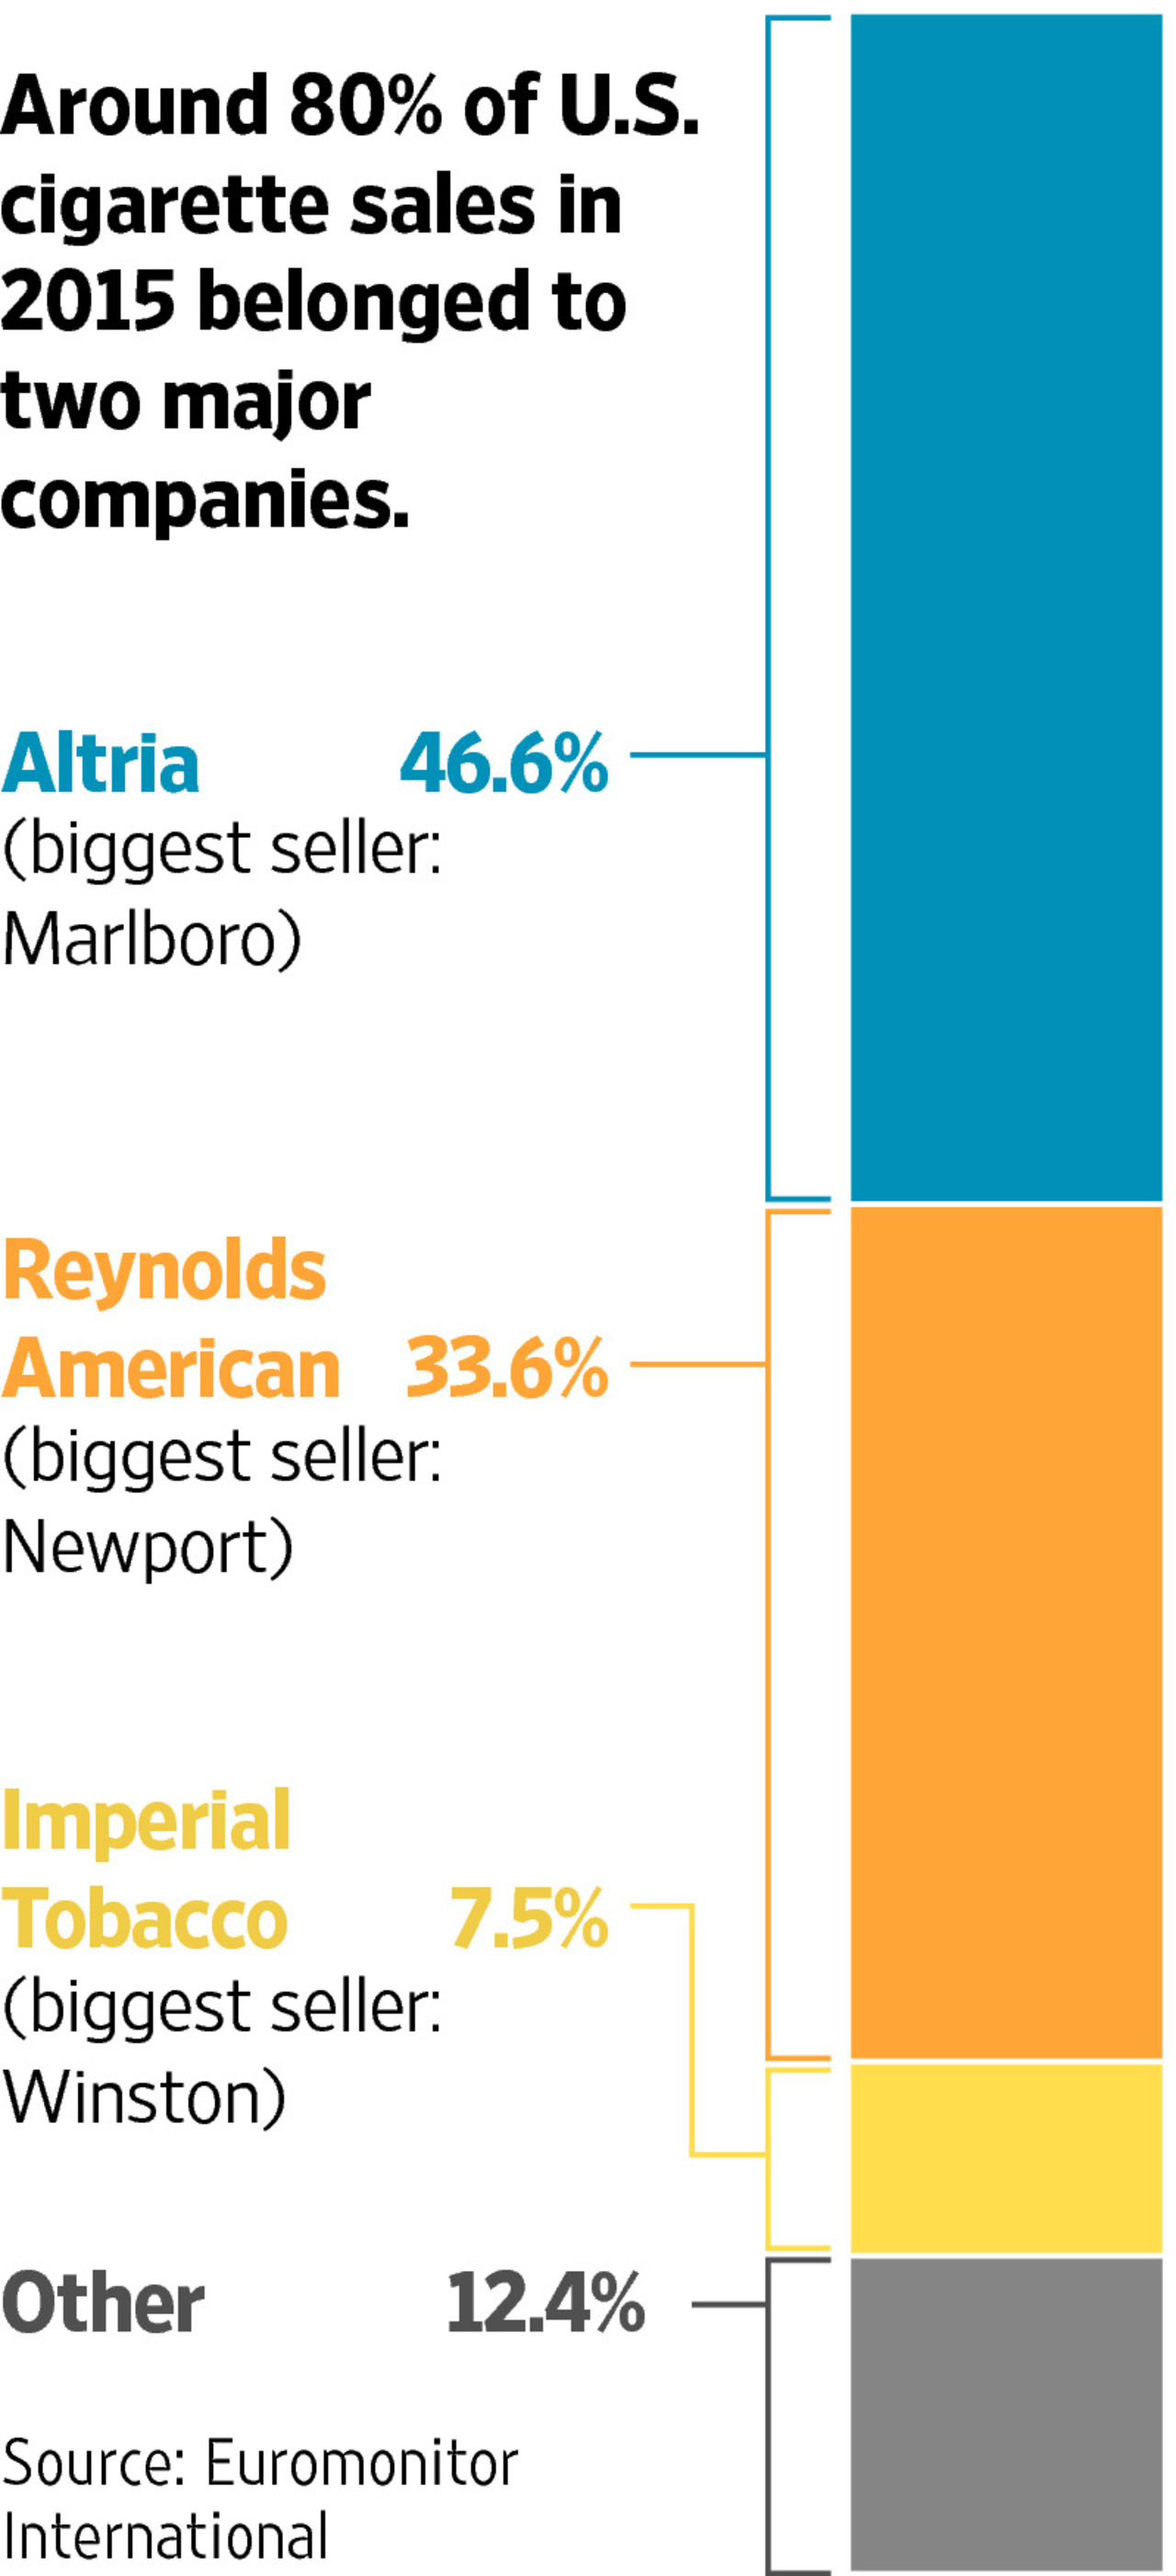 Around 80% of U.S.
cigarette sales in
2015 belonged to
two major
companies.
Altria 46.6%
(biggest seller:
Marlboro)
Reynolds
American 33.6%
(biggest seller:
Newport)
Imperial
Tobacco 7.5%
(biggest seller:
Winston)
Other 12.4%
Source: Euromonitor
International